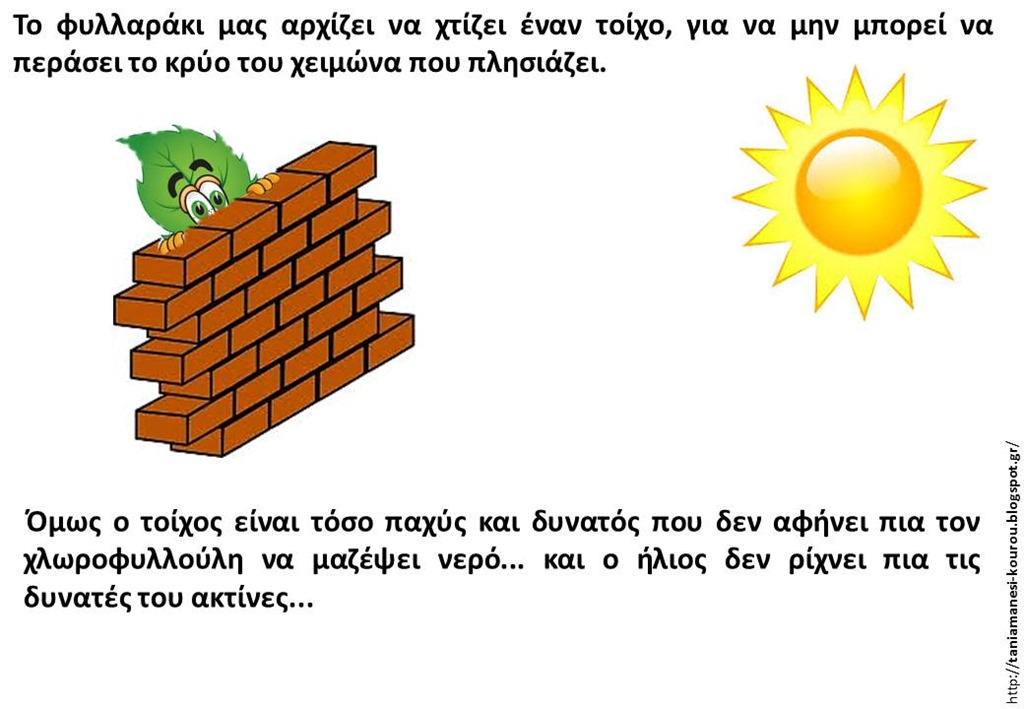 Το φυλλαράκι μας αρχίζει να χτίζει έναν τοίχο, για να μην μπορεί να
περάσει το κρύο του χειμώνα που πλησιάζει.
Όμως ο τοίχος είναι τόσο παχύς και δυνατός που δεν αφήνει πια τον
χλωροφυλλούλη να μαζέψει νερό... και ο ήλιος δεν ρίχνει πια τις
δυνατές του ακτίνες...
http://taniamanesi-kourou.blogspot.gr/